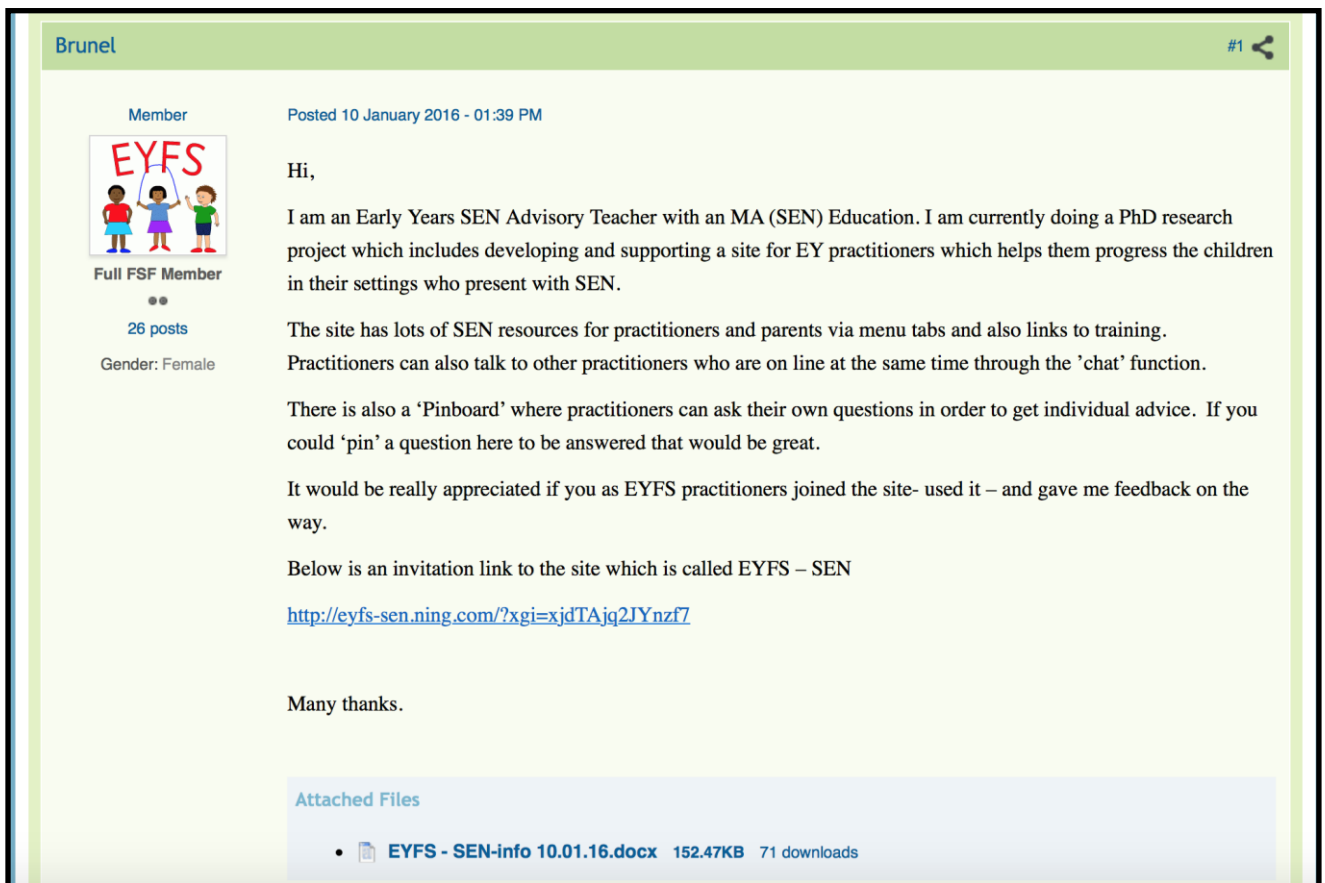 Brunel
#1
Member
Posted 10 January 2016 - 01:39 PM
EYFS
Full FSF Member
26 posts
Gender: Female
Hi,
I am an Early Years SEN Advisory Teacher with an MA (SEN) Education. I am currently doing a PhD research
project which includes developing and supporting a site for EY practitioners which helps them progress the children
in their settings who present with SEN.
The site has lots of SEN resources for practitioners and parents via menu tabs and also links to training.
Practitioners can also talk to other practitioners who are on line at the same time through the ’chat’ function.
There is also a ‘Pinboard’ where practitioners can ask their own questions in order to get individual advice.  If you
could ‘pin’ a question here to be answered that would be great.
It would be really appreciated if you as EYFS practitioners joined the site- used it – and gave me feedback on the
way.
Below is an invitation link to the site which is called EYFS – SEN
http://eyfs-sen.ning.com/?xgi=xjdTAjq2JYnzf7
Many thanks.
Attached Files
EYFS - SEN-info 10.01.16.docx 152.47KB 71 downloads